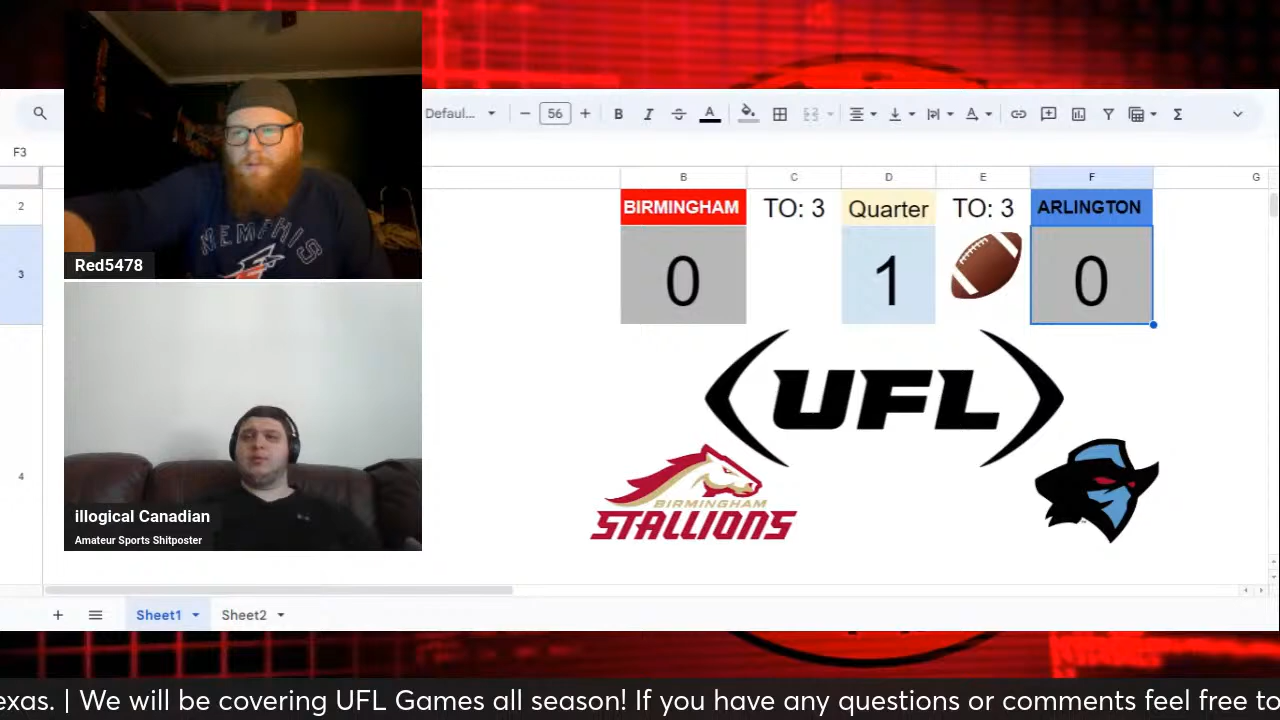 Defaul...
56
B
I
A
Σ
F3
B
C
D
E
F
G
2
BIRMINGHAM
TO: 3
Quarter
TO: 3
ARLINGTON
3
0
1
0
MEMPHIS
Red5478
UFL
4
BIRMINGHAM
STALLIONS
illogical Canadian
Amateur Sports Shitposter
Sheet1
Sheet2
exas. | We will be covering UFL Games all season! If you have any questions or comments feel free to